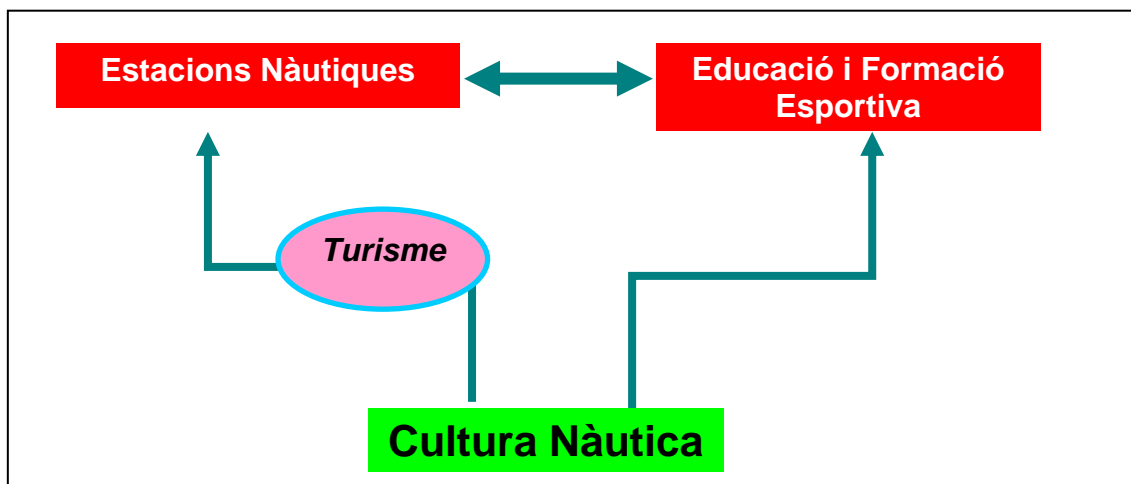 Estacions Nàutiques
Educació i Formació
Esportiva
Turisme
Cultura Nàutica